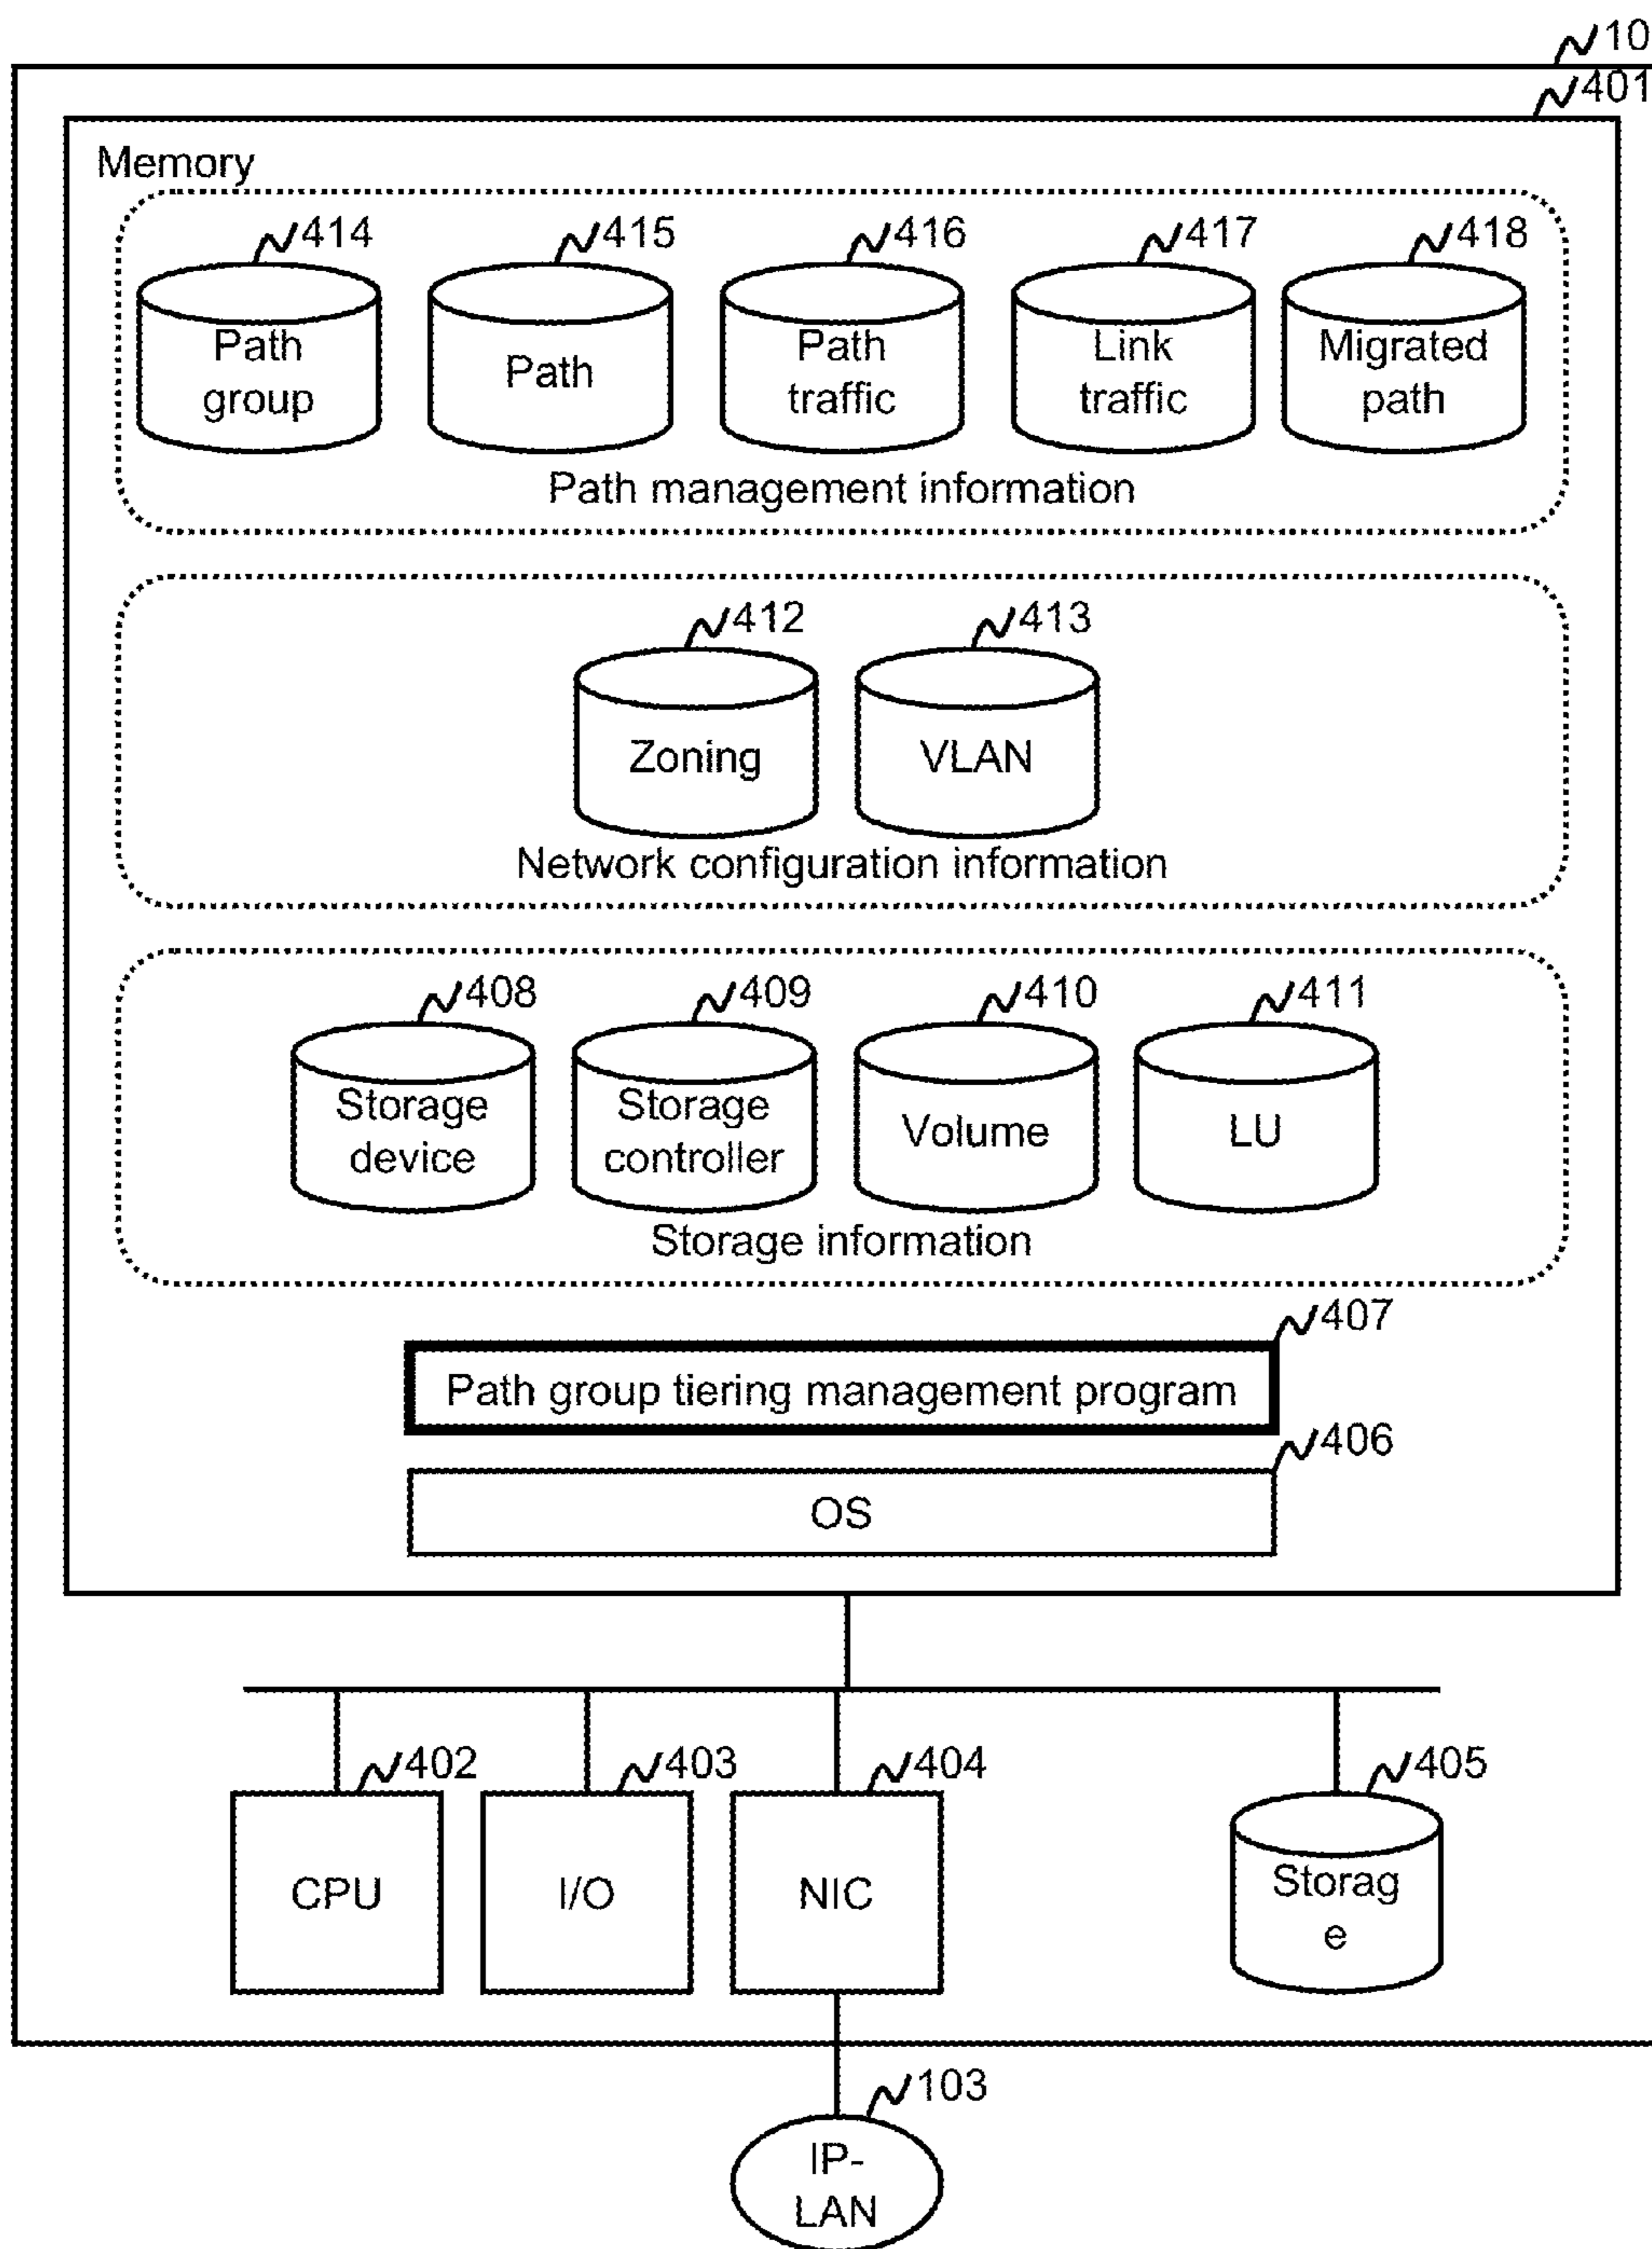 10
401
Memory
414
415
416
417
418
Path
group
Path
Path
traffic
Link
traffic
Migrated
path
Path management information
412
413
Zoning
VLAN
Network configuration information
408
409
410
411
Storage
device
Storage
controller
Volume
LU
Storage information
407
Path group tiering management program
406
OS
402
403
404
405
CPU
I/O
NIC
Storag
e
103
IP-
LAN